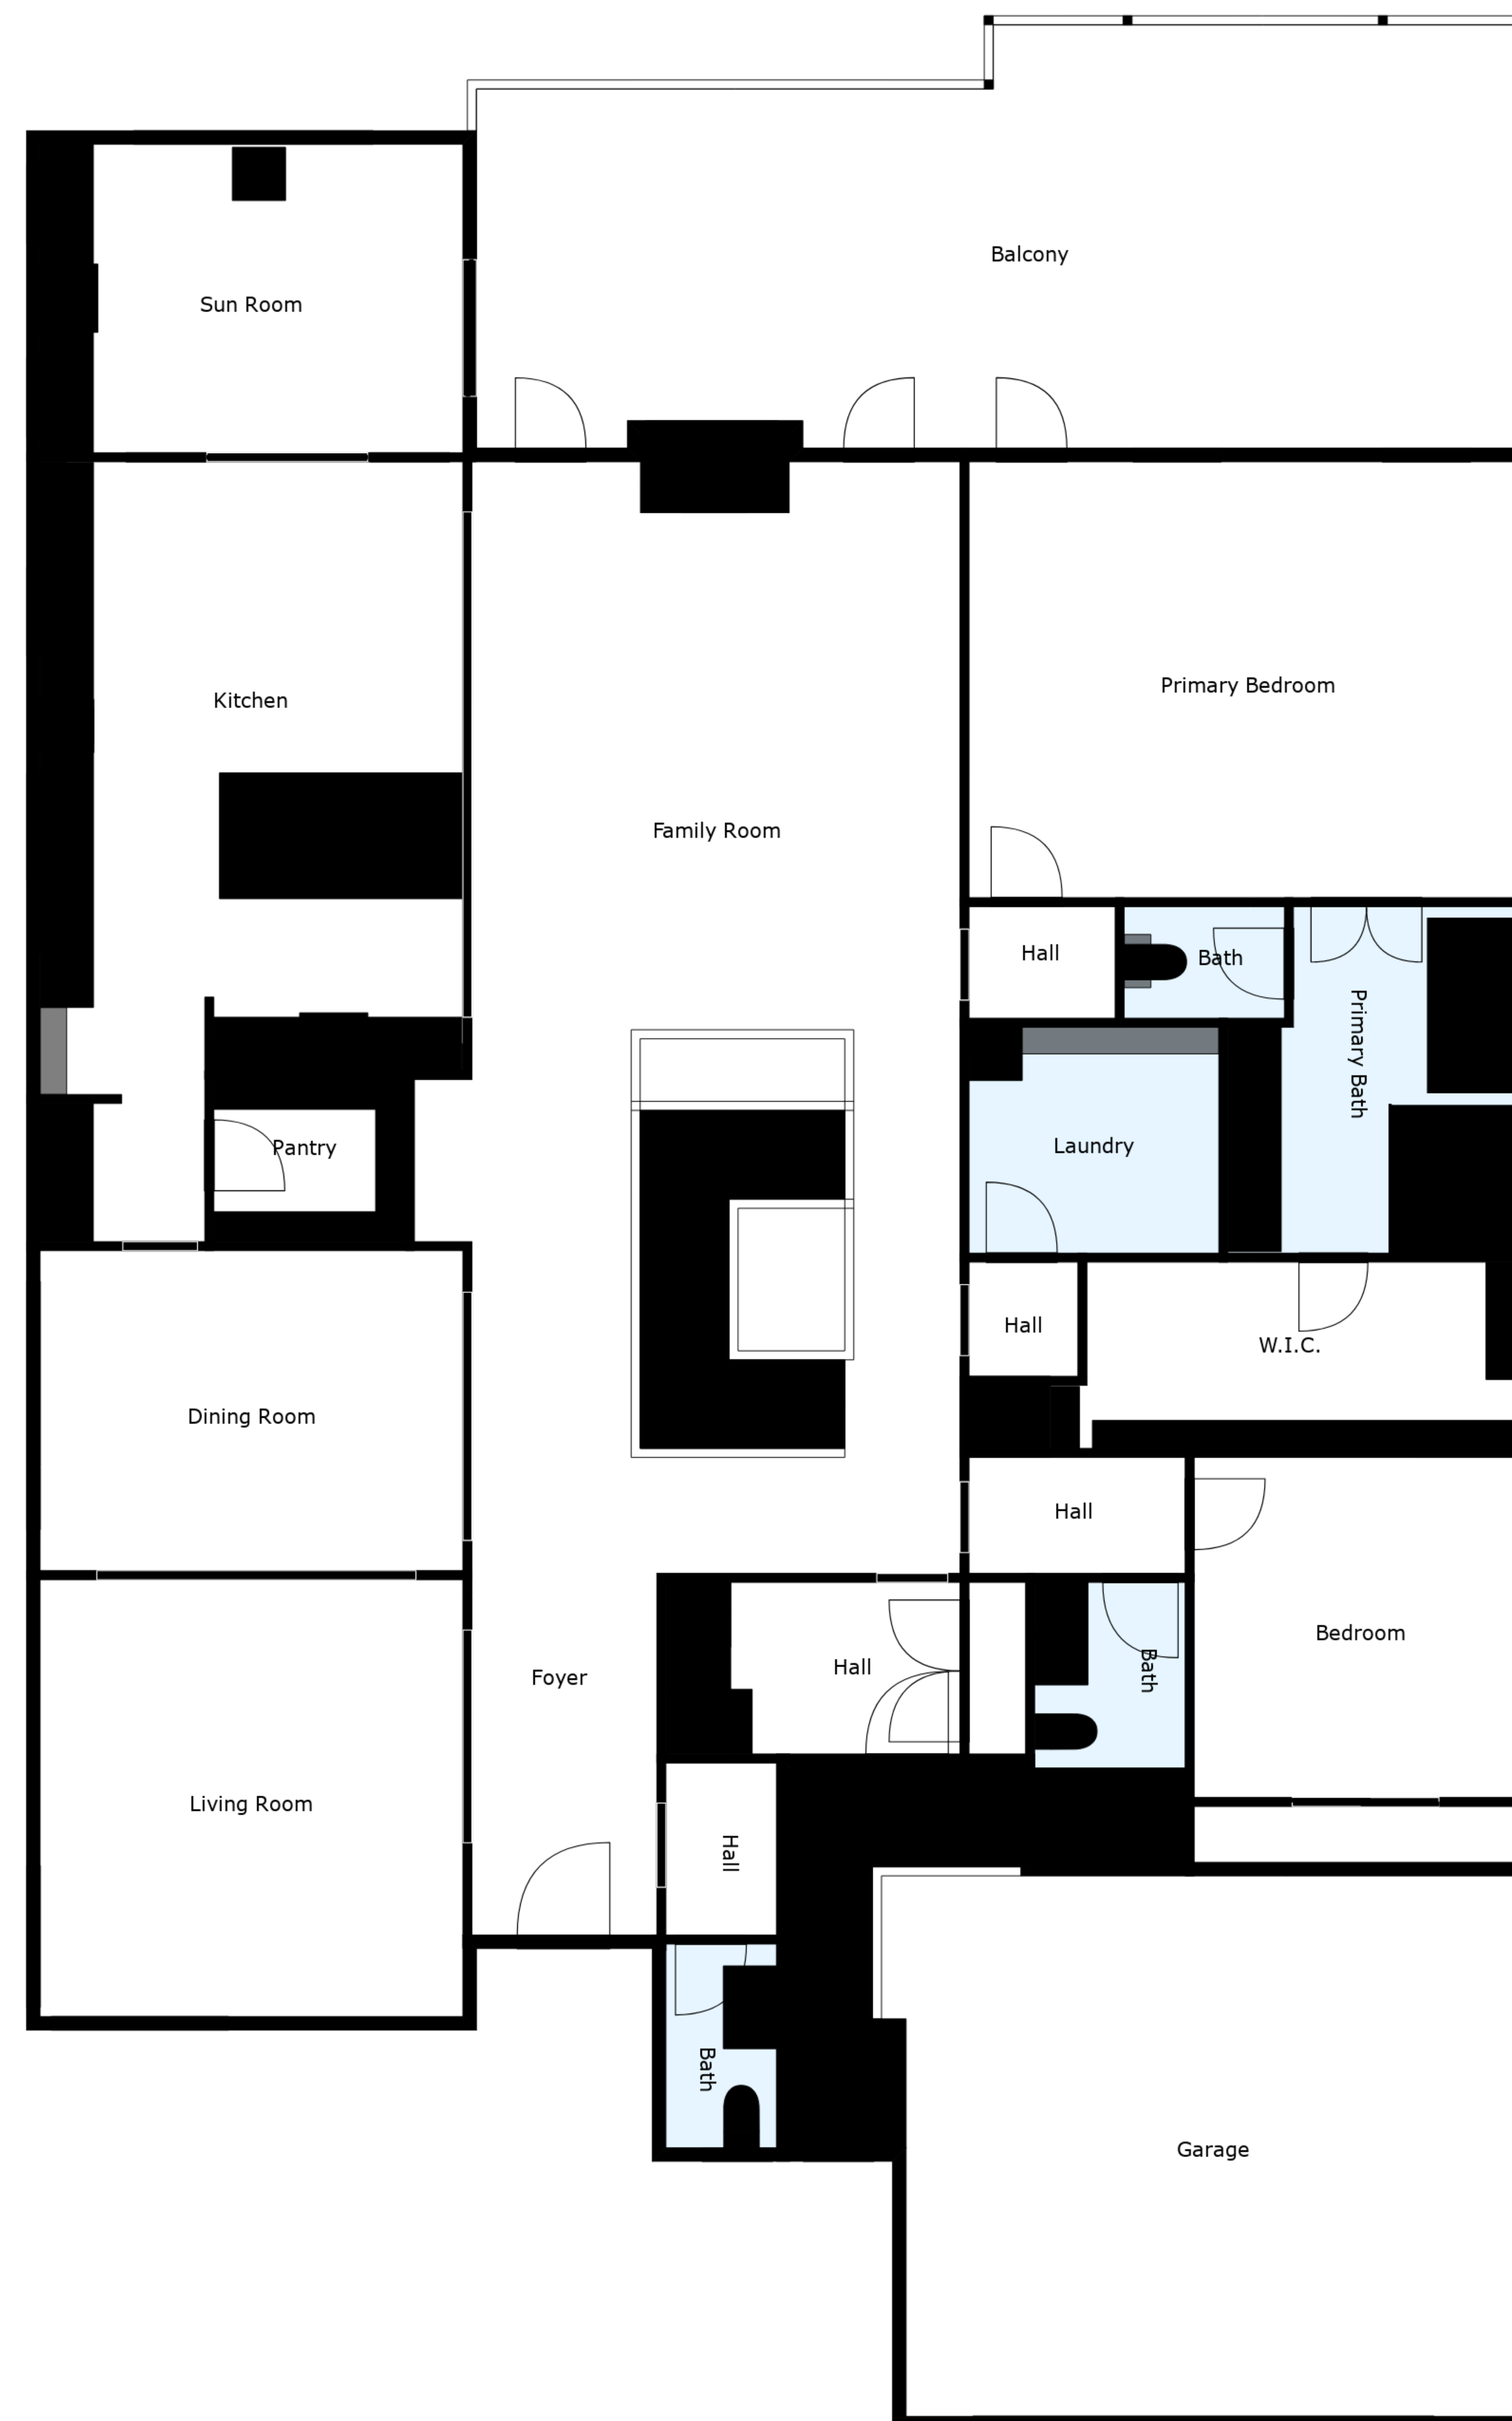 Balcony
Sun Room
Primary Bedroom
Kitchen
Family Room
Hall
Bath
Primary Bath
Pantry
Laundry
Hall
W.I.C.
Dining Room
Hall
Bedroom
Hall
Bath
Foyer
Living Room
Hall
Bath
Garage